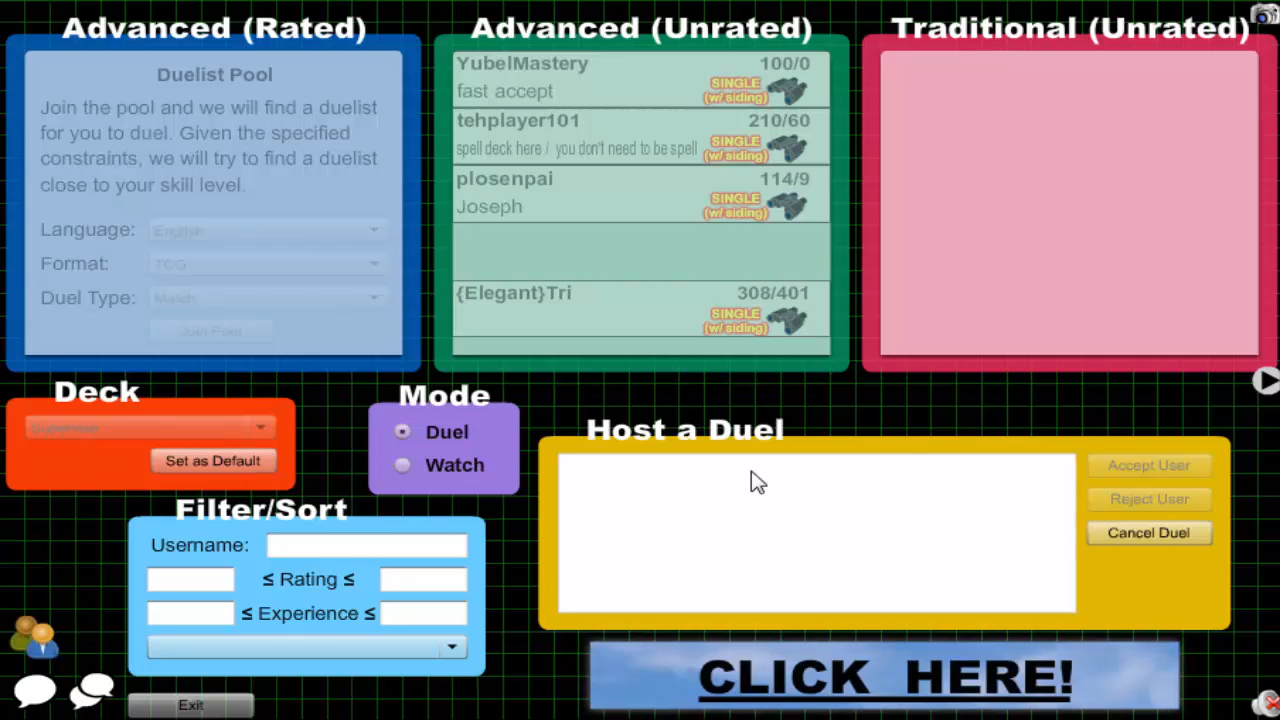 Advanced (Rated)
Duelist Pool
Join the pool and we will find a duelist
for you to duel. Given the specified
constraints, we will try to find a duelist
close to your skill level.
Language: English
Format: TCG
Duel Type: Match
Join Pool
Advanced (Unrated)
YubelMastery 100/0
fast accept SINGLE
(w/ siding)
tehplayer101 210/60
spell deck here / you don't need to be spell SINGLE
(w/ siding)
plosenpai 114/9
Joseph SINGLE
(w/ siding)
{Elegant}Tri 308/401
SINGLE
(w/ siding)
Traditional (Unrated)
Deck
Set as Default
Mode
Duel
Watch
Filter/Sort
Username:
≤ Rating ≤
≤ Experience ≤
Exit
Host a Duel
Accept User
Reject User
Cancel Duel
CLICK HERE!